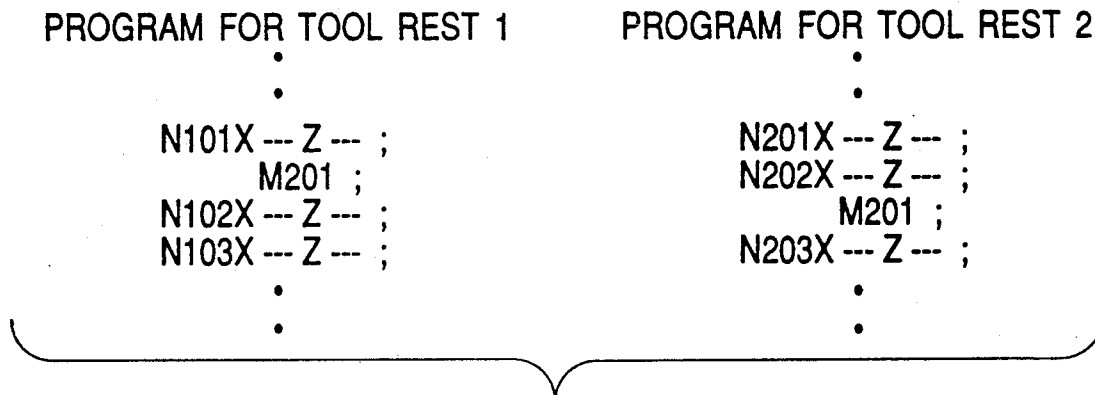 PROGRAM FOR TOOL REST 1
N101X --- Z --- ;
M201 ;
N102X --- Z --- ;
N103X --- Z --- ;
PROGRAM FOR TOOL REST 2
N201X --- Z --- ;
N202X --- Z --- ;
M201 ;
N203X --- Z --- ;